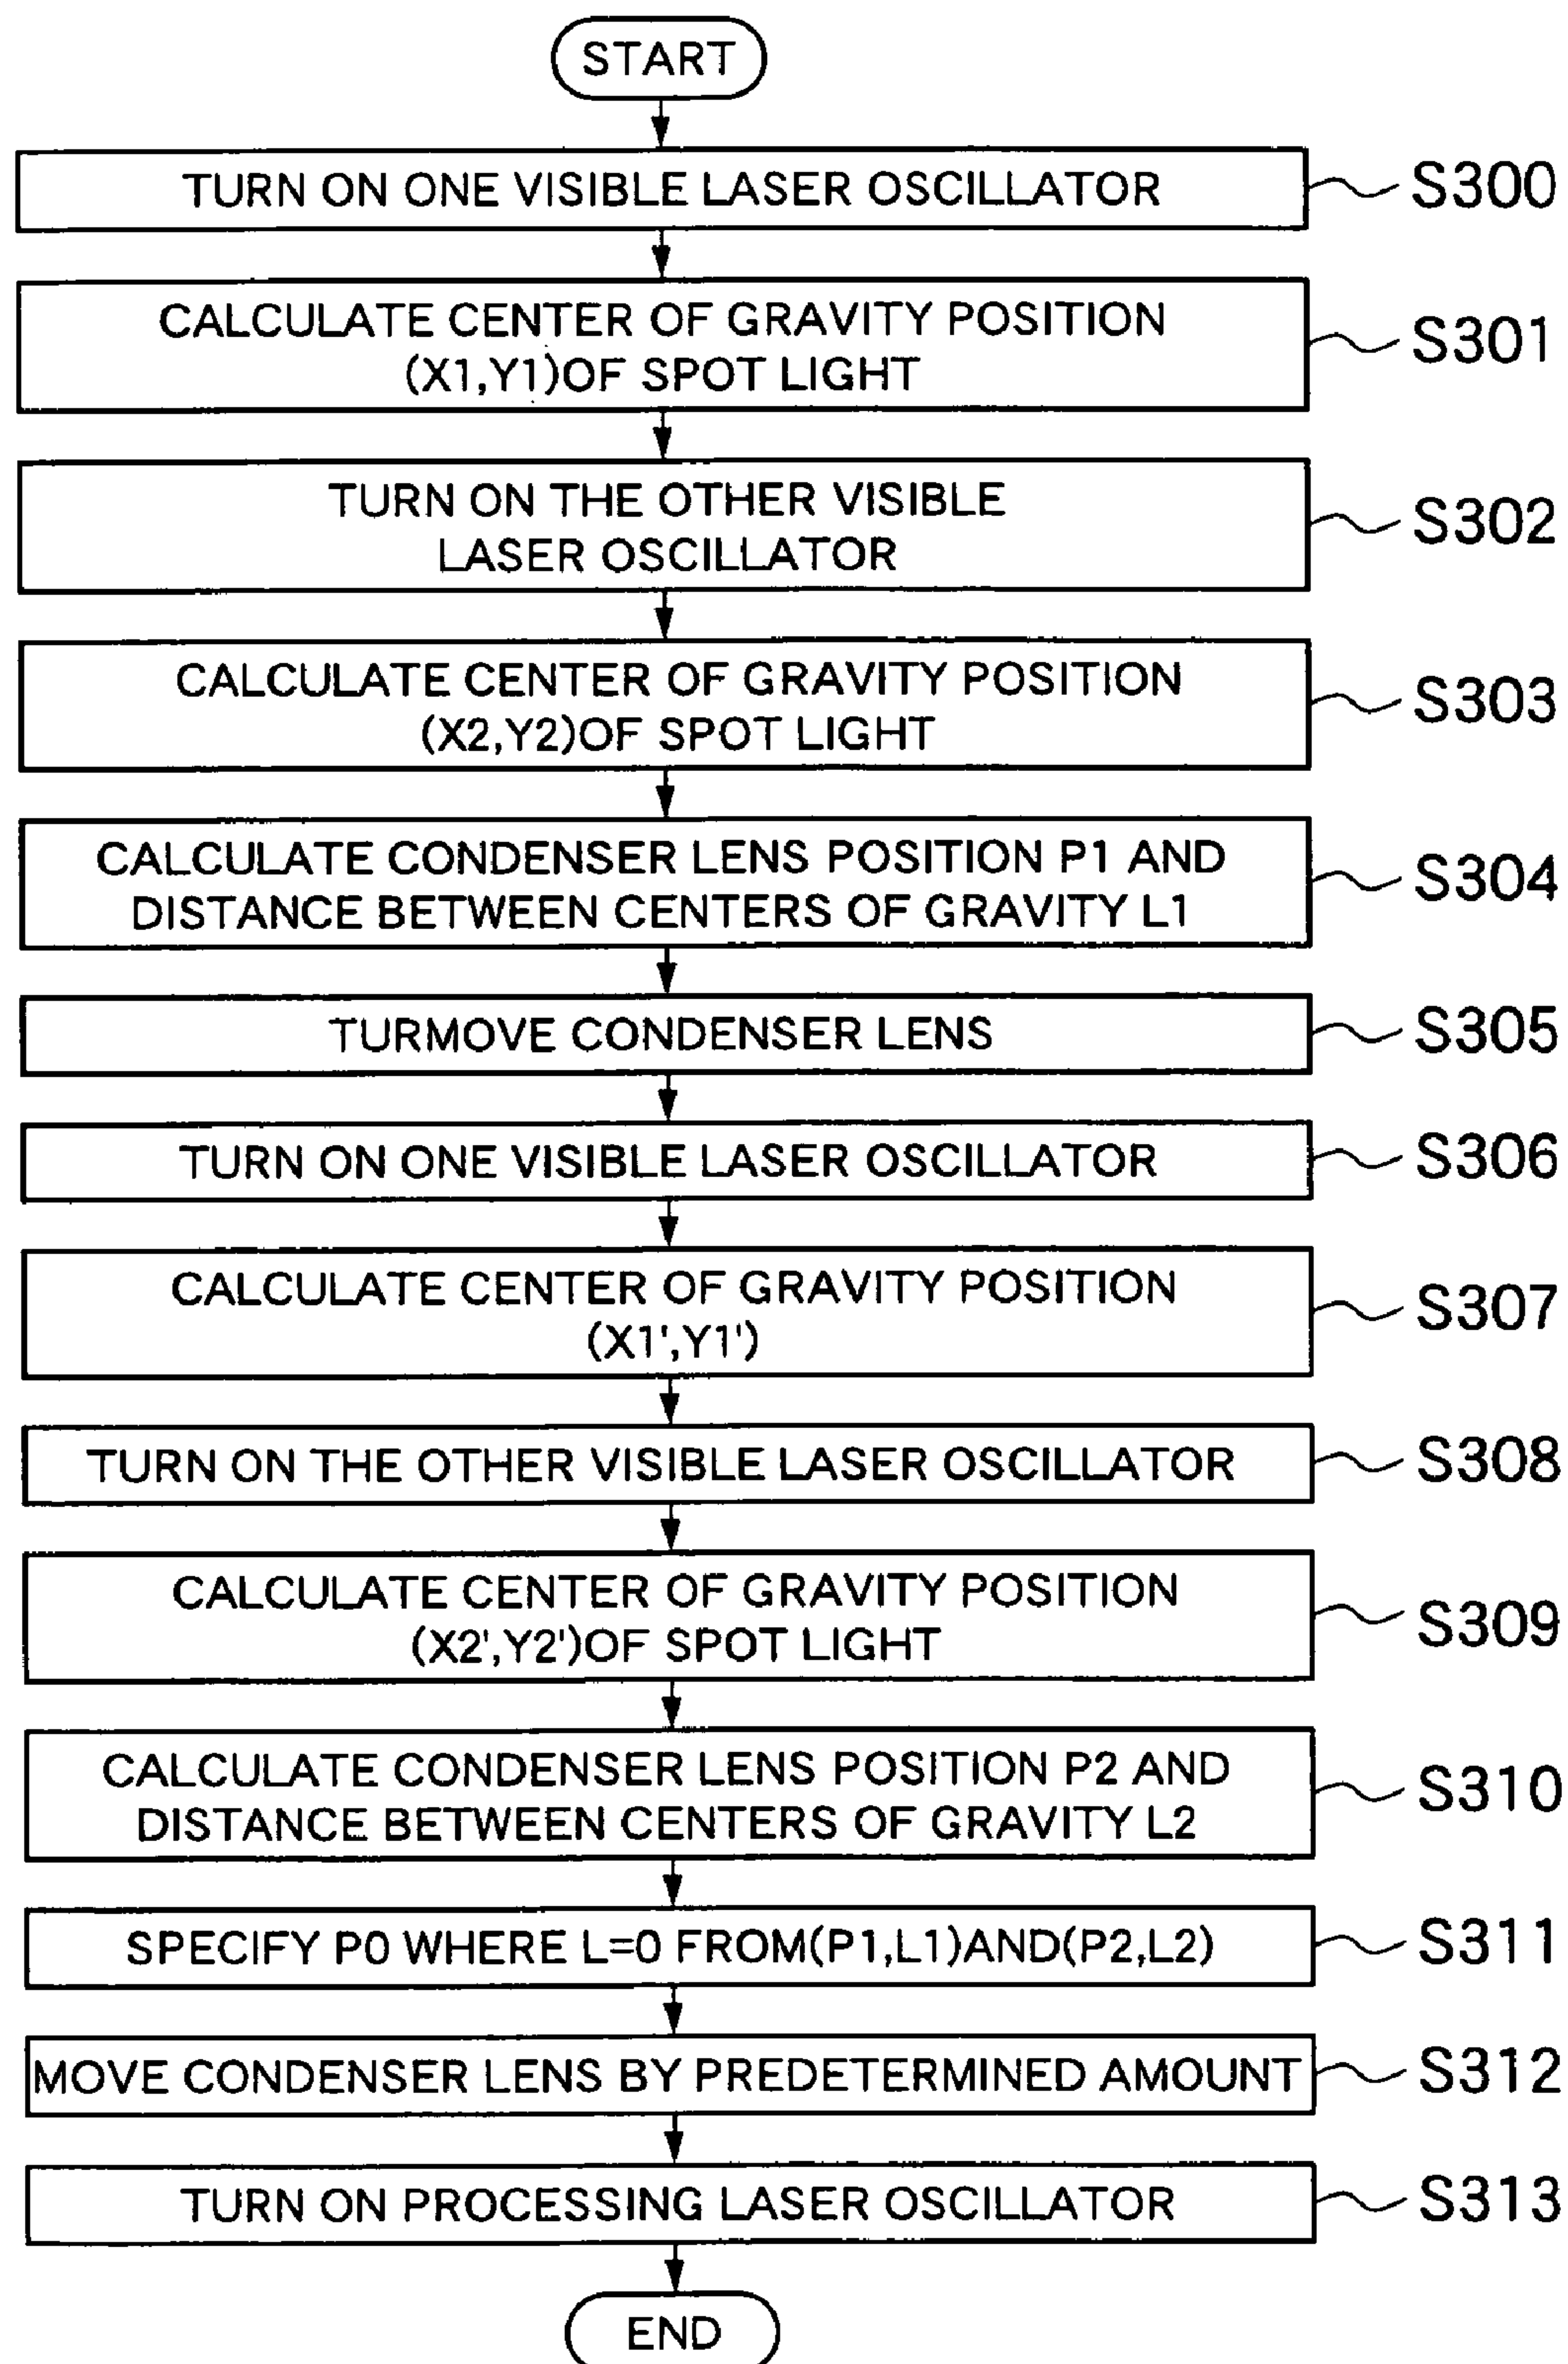 START
TURN ON ONE VISIBLE LASER OSCILLATOR
S300
CALCULATE CENTER OF GRAVITY POSITION
(X1,Y1)OF SPOT LIGHT
S301
TURN ON THE OTHER VISIBLE
LASER OSCILLATOR
S302
CALCULATE CENTER OF GRAVITY POSITION
(X2,Y2)OF SPOT LIGHT
S303
CALCULATE CONDENSER LENS POSITION P1 AND
DISTANCE BETWEEN CENTERS OF GRAVITY L1
S304
TURMOVE CONDENSER LENS
S305
TURN ON ONE VISIBLE LASER OSCILLATOR
S306
CALCULATE CENTER OF GRAVITY POSITION
(X1',Y1')
S307
TURN ON THE OTHER VISIBLE LASER OSCILLATOR
S308
CALCULATE CENTER OF GRAVITY POSITION
(X2',Y2')OF SPOT LIGHT
S309
CALCULATE CONDENSER LENS POSITION P2 AND
DISTANCE BETWEEN CENTERS OF GRAVITY L2
S310
SPECIFY P0 WHERE L=0 FROM(P1,L1)AND(P2,L2)
S311
MOVE CONDENSER LENS BY PREDETERMINED AMOUNT
S312
TURN ON PROCESSING LASER OSCILLATOR
S313
END